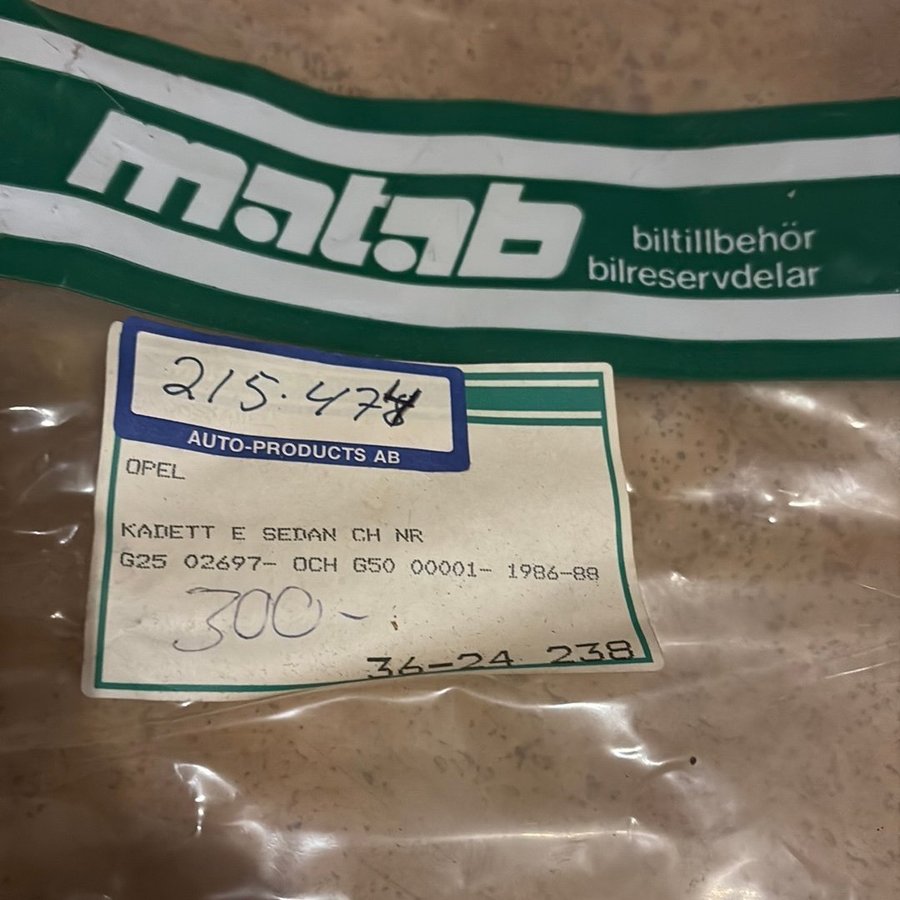 matab
biltillbehör
bilreservdelar
215.474
AUTO-PRODUCTS AB
OPEL
KADETT E SEDAN CH NR
G25 02697- OCH G50 00001- 1986-88
300-
36-24 238